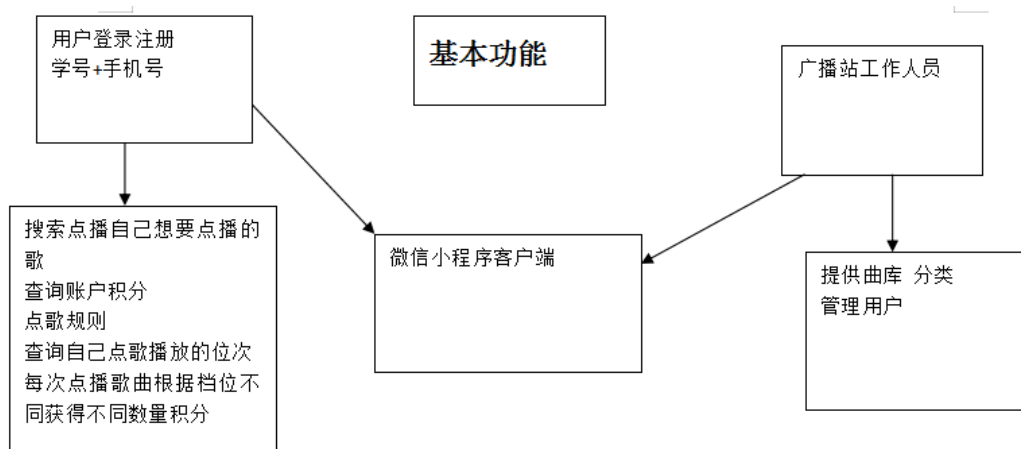 用户登录注册
学号+手机号
基本功能
广播站工作人员
搜索点播自己想要点播的
歌
查询账户积分
点歌规则
查询自己点歌播放的位次
每次点播歌曲根据档位不
同获得不同数量积分
微信小程序客户端
提供曲库 分类
管理用户